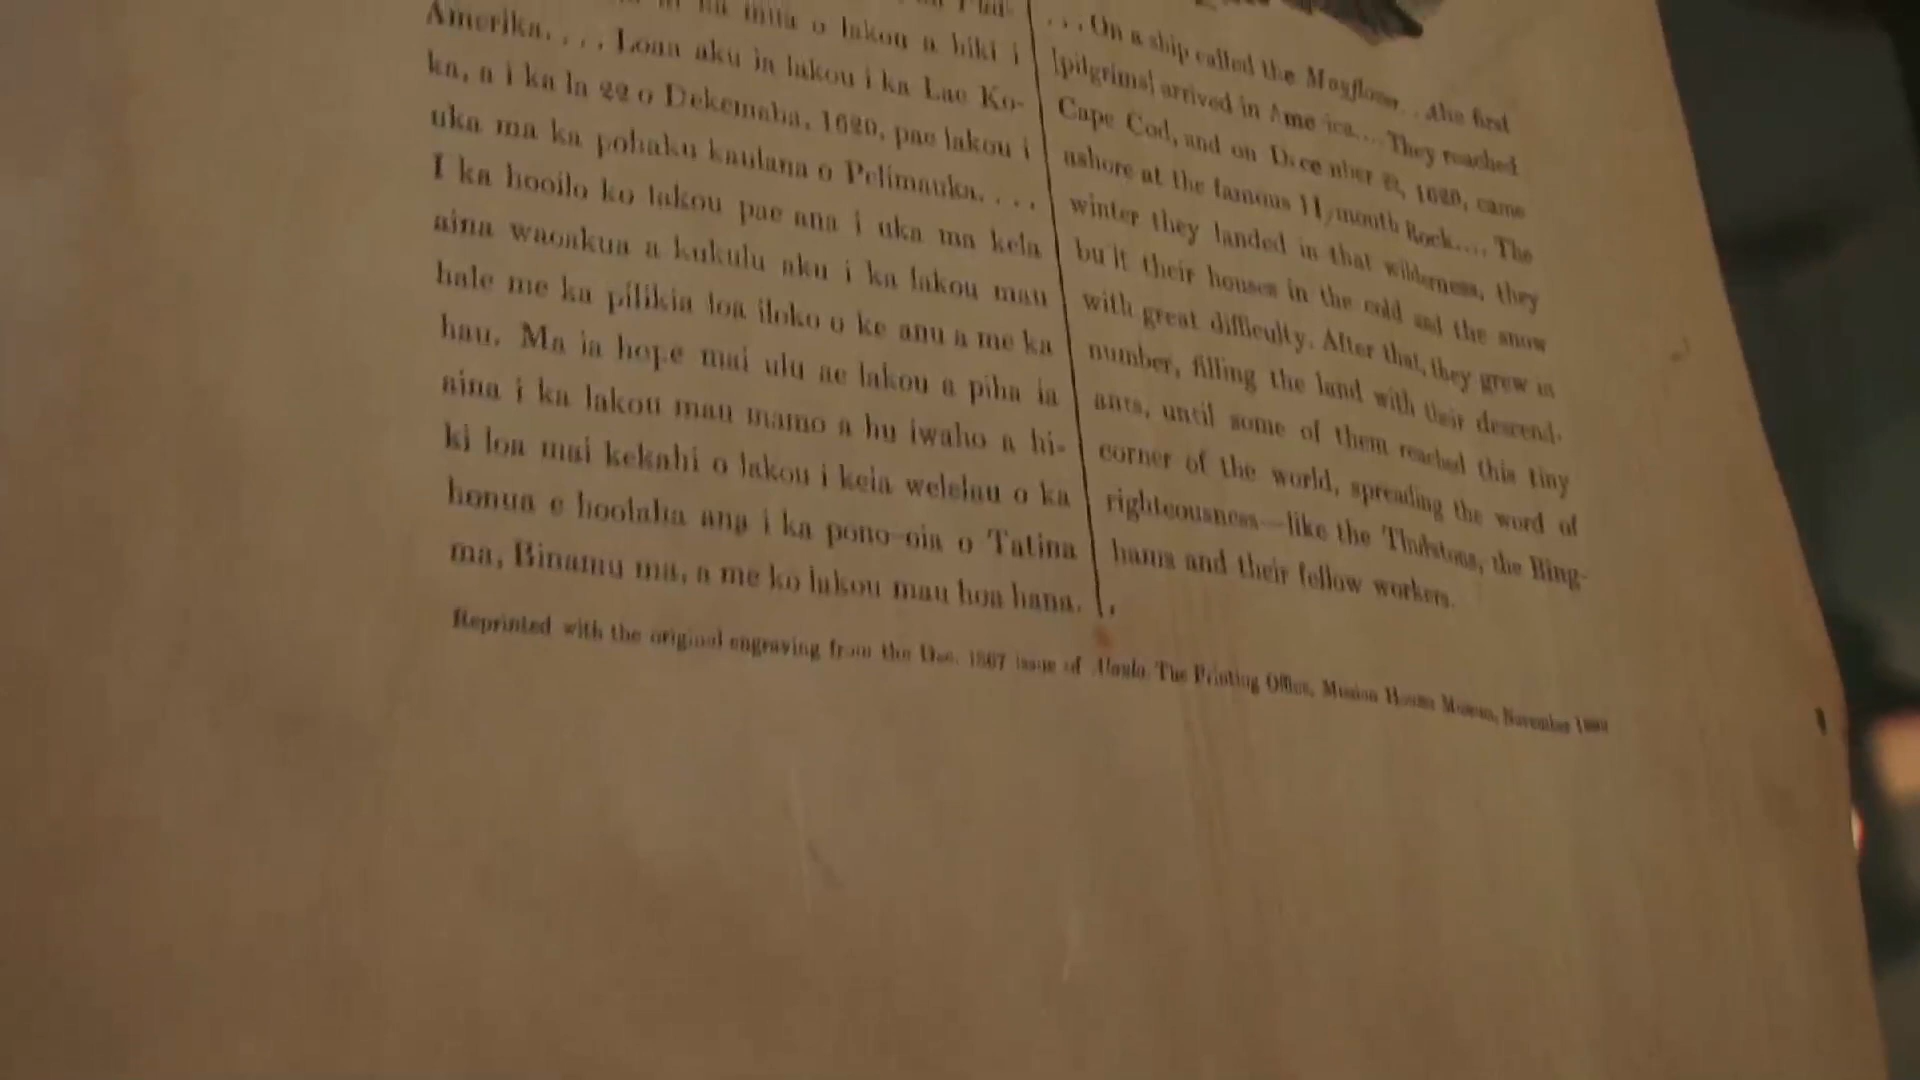 mau mila o lakou a hiki i
Amerika. . . . Loaa aku ia lakou i ka Lae Ko-
ka, a i ka la 22 o Dekemaba, 1620, pae lakou i
uka ma ka pohaku kaulana o Pelimauka. . . .
I ka hooilo ko lakou pae ana i uka ma kela
aina waoakua a kukulu aku i ka lakou mau
hale me ka pilikia loa iloko o ke anu a me ka
hau. Ma ia hope mai ulu ae lakou a piha ia
aina i ka lakou mau mamo a hu iwaho a hi-
ki loa mai kekahi o lakou i keia welelau o ka
honua e hoolaha ana i ka pono-oia o Tatina
ma, Binamu ma, a me ko lakou mau hoa hana.
. . . On a ship called the Mayflower . . . the first
[pilgrims] arrived in America.... They reached
Cape Cod, and on December 22, 1620, came
ashore at the famous Plymouth Rock.... The
winter they landed in that wilderness, they
built their houses in the cold and the snow
with great difficulty. After that, they grew in
number, filling the land with their descend-
ants, until some of them reached this tiny
corner of the world, spreading the word of
righteousness—like the Thurstons, the Bing-
hams and their fellow workers.
Reprinted with the original engraving from the Dec. 1867 issue of Alaula. The Printing Office, Mission Houses Museum, November